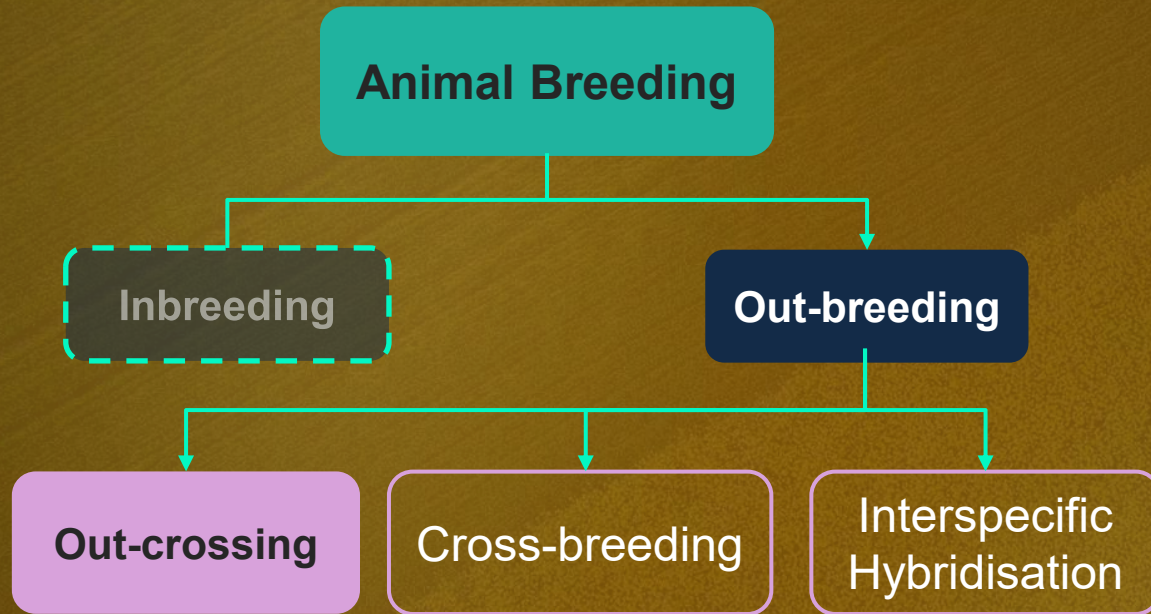 Animal Breeding
Inbreeding
Out-breeding
Out-crossing
Cross-breeding
Interspecific
Hybridisation